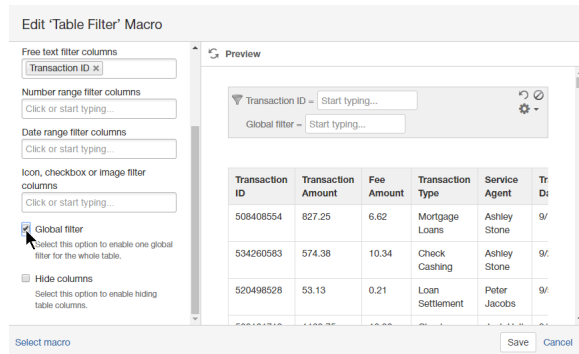 Edit 'Table Filter' Macro
Free text filter columns
Transaction ID ×
Number range filter columns
Click or start typing...
Date range filter columns
Click or start typing...
Icon, checkbox or image filter
columns
Click or start typing...
Global filter
Select this option to enable one global
filter for the whole table.
Hide columns
Select this option to enable hiding
table columns.
Preview
Transaction ID = Start typing...
Global filter = Start typing...
Transaction ID Transaction Amount Fee Amount Transaction Type Service Agent
508408554 827.25 6.62 Mortgage Loans Ashley Stone 9/
534260583 574.38 10.34 Check Cashing Ashley Stone 9/
520498528 53.13 0.21 Loan Settlement Peter Jacobs 9/
Select macro
Save Cancel